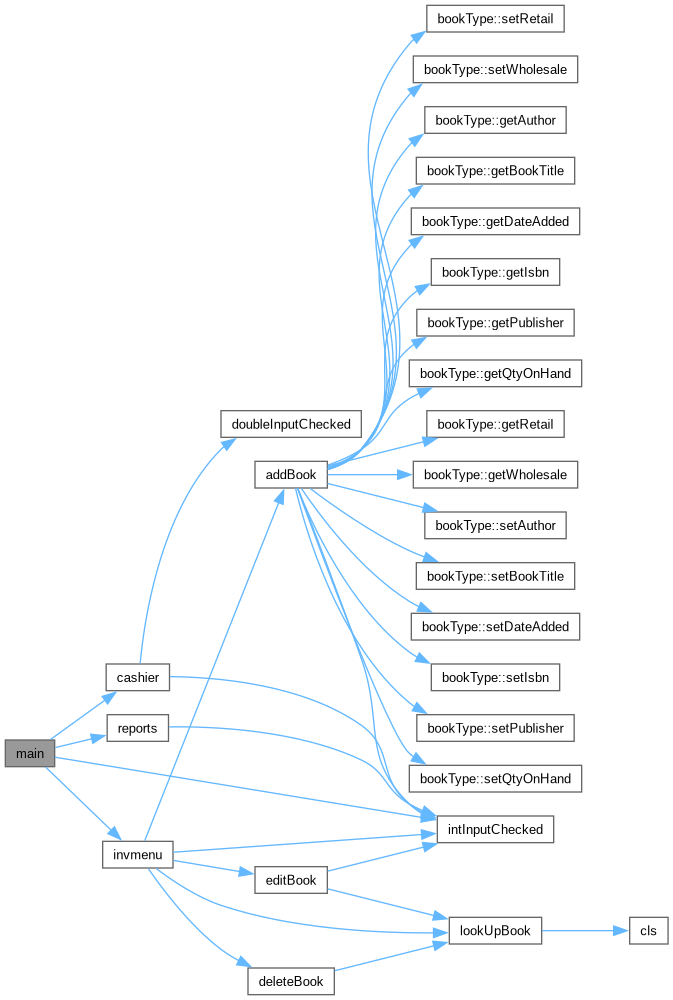 bookType::setRetail
bookType::setWholesale
bookType::getAuthor
bookType::getBookTitle
bookType::getDateAdded
bookType::getIsbn
bookType::getPublisher
bookType::getQtyOnHand
doubleInputChecked
bookType::getRetail
addBook
bookType::getWholesale
bookType::setAuthor
bookType::setBookTitle
bookType::setDateAdded
cashier
bookType::setIsbn
reports
bookType::setPublisher
main
bookType::setQtyOnHand
intInputChecked
invmenu
editBook
lookUpBook
cls
deleteBook